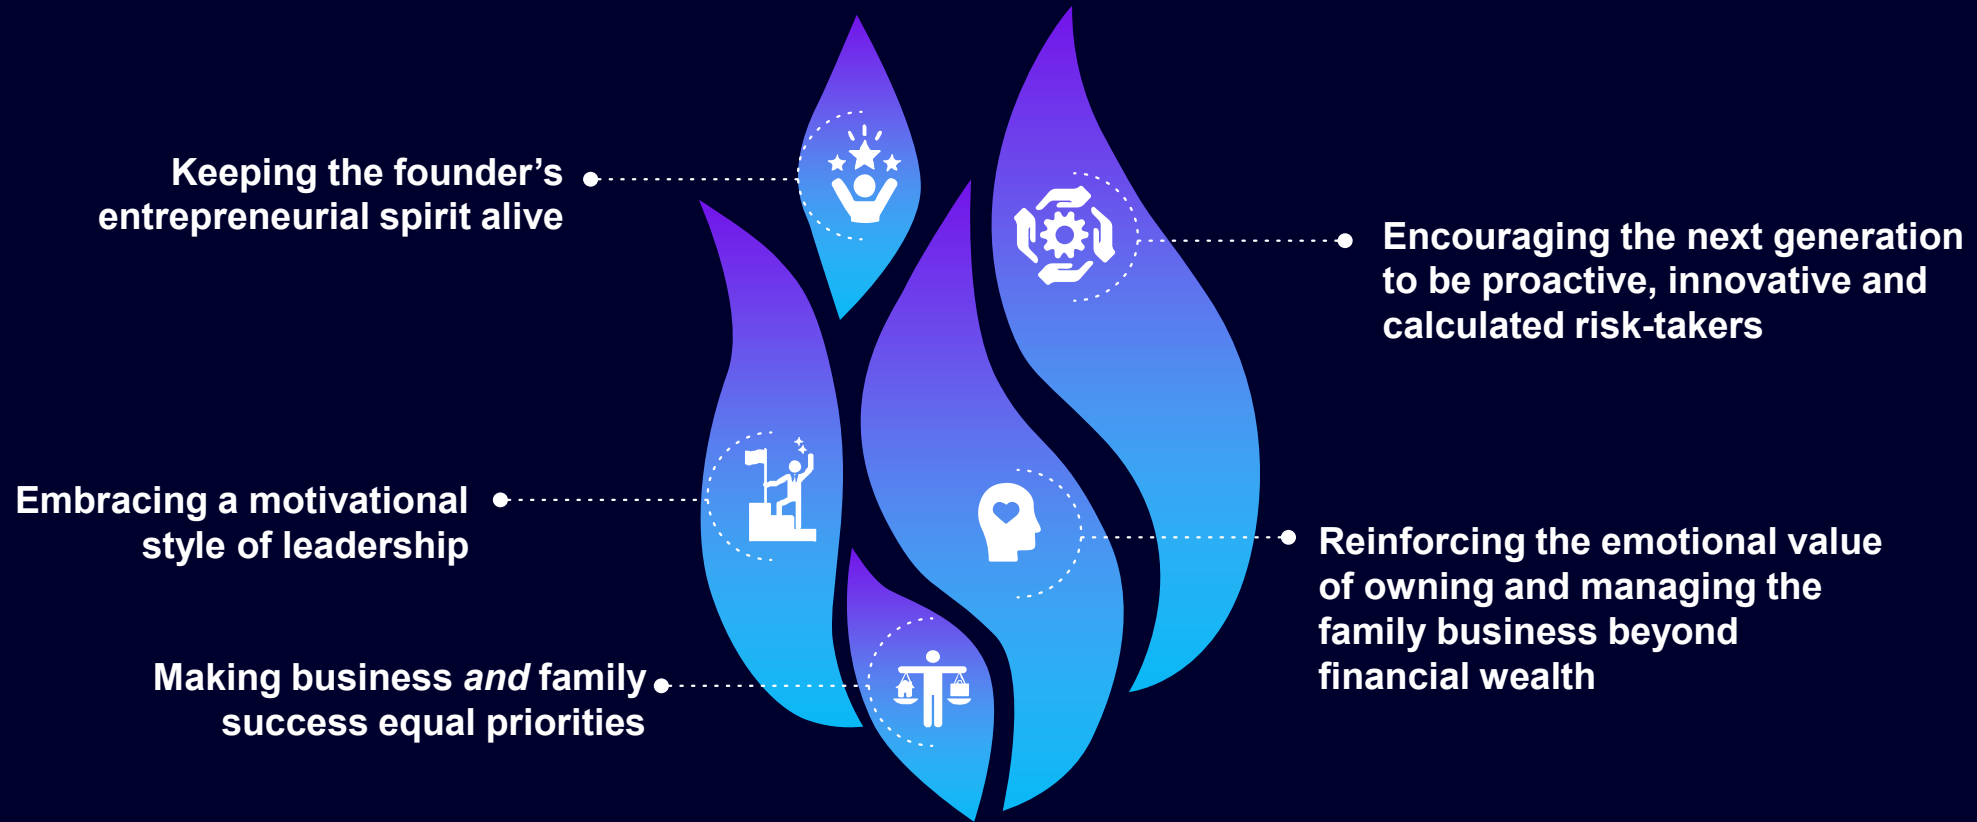 Keeping the founder’s
entrepreneurial spirit alive
Encouraging the next generation
to be proactive, innovative and
calculated risk-takers
Embracing a motivational
style of leadership
Reinforcing the emotional value
of owning and managing the
family business beyond
financial wealth
Making business and family
success equal priorities